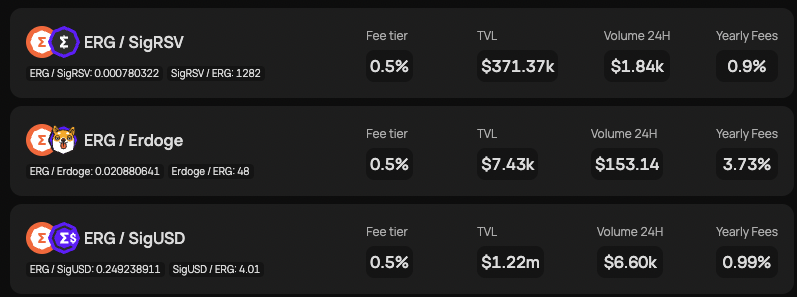 Fee tier TVL Volume 24H Yearly Fees
ERG / SigRSV 0.5% $371.37k $1.84k 0.9%
ERG / SigRSV: 0.000780322 SigRSV / ERG: 1282
Fee tier TVL Volume 24H Yearly Fees
ERG / Erdoge 0.5% $7.43k $153.14 3.73%
ERG / Erdoge: 0.020880641 Erdoge / ERG: 48
Fee tier TVL Volume 24H Yearly Fees
ERG / SigUSD 0.5% $1.22m $6.60k 0.99%
ERG / SigUSD: 0.249238911 SigUSD / ERG: 4.01